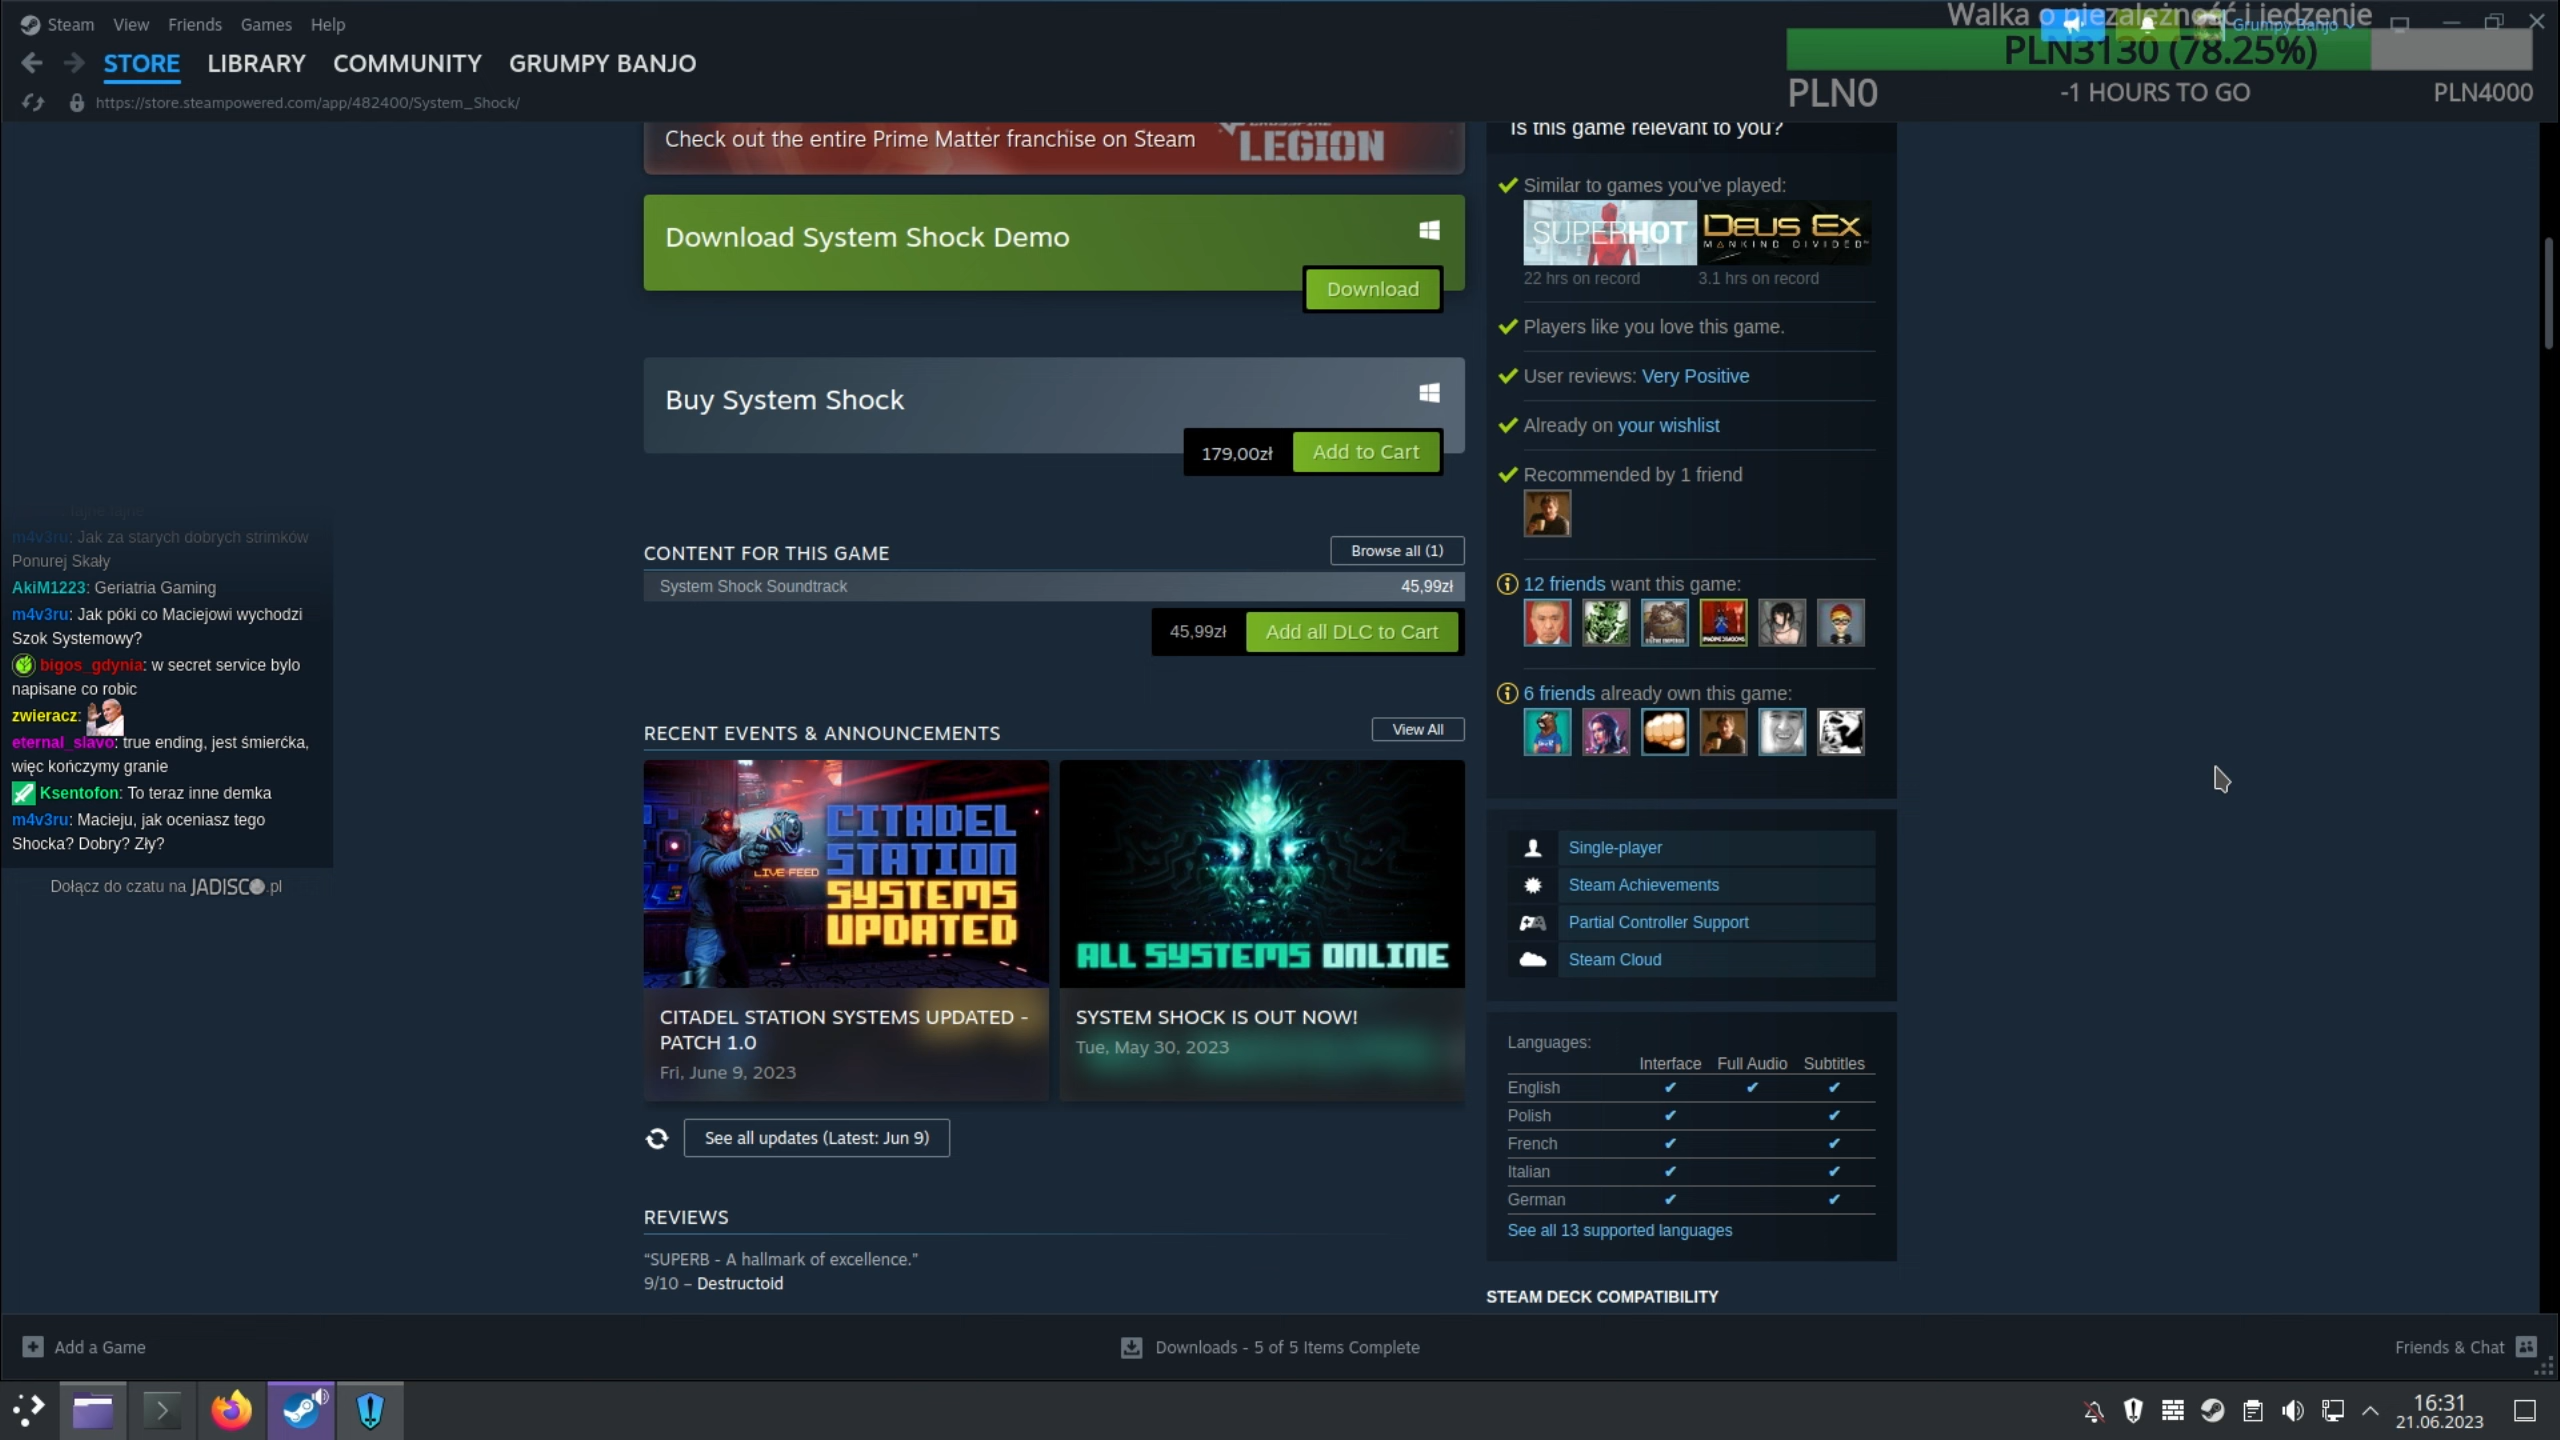 Steam View Friends Games Help
STORE LIBRARY COMMUNITY GRUMPY BANJO
https://store.steampowered.com/app/482400/System_Shock/
Walka o niezależność i jedzenie
Grumpy Banjo
PLN3130 (78.25%)
PLN0 -1 HOURS TO GO PLN4000
Check out the entire Prime Matter franchise on Steam
LEGION
Download System Shock Demo
Download
Buy System Shock
179,00zł Add to Cart
CONTENT FOR THIS GAME Browse all (1)
System Shock Soundtrack 45,99zł
45,99zł Add all DLC to Cart
RECENT EVENTS & ANNOUNCEMENTS View All
LIVE FEED
CITADEL
STATION
SYSTEMS
UPDATED
ALL SYSTEMS ONLINE
CITADEL STATION SYSTEMS UPDATED -
PATCH 1.0
Fri, June 9, 2023
SYSTEM SHOCK IS OUT NOW!
Tue, May 30, 2023
See all updates (Latest: Jun 9)
REVIEWS
“SUPERB - A hallmark of excellence.”
9/10 – Destructoid
Is this game relevant to you?
Similar to games you've played:
SUPERHOT
DEUS EX
MANKIND DIVIDED
22 hrs on record 3.1 hrs on record
Players like you love this game.
User reviews: Very Positive
Already on your wishlist
Recommended by 1 friend
12 friends want this game:
6 friends already own this game:
Single-player
Steam Achievements
Partial Controller Support
Steam Cloud
Languages:
Interface Full Audio Subtitles
English
Polish
French
Italian
German
See all 13 supported languages
STEAM DECK COMPATIBILITY
m4v3ru: Jak za starych dobrych strimków
Ponurej Skały
AkiM1223: Geriatria Gaming
m4v3ru: Jak póki co Maciejowi wychodzi
Szok Systemowy?
bigos_gdynia: w secret service bylo
napisane co robic
zwieracz:
eternal_slavo: true ending, jest śmierćka,
więc kończymy granie
Ksentofon: To teraz inne demka
m4v3ru: Macieju, jak oceniasz tego
Shocka? Dobry? Zły?
Dołącz do czatu na JADISCO.pl
Add a Game
Downloads - 5 of 5 Items Complete
Friends & Chat
16:31
21.06.2023